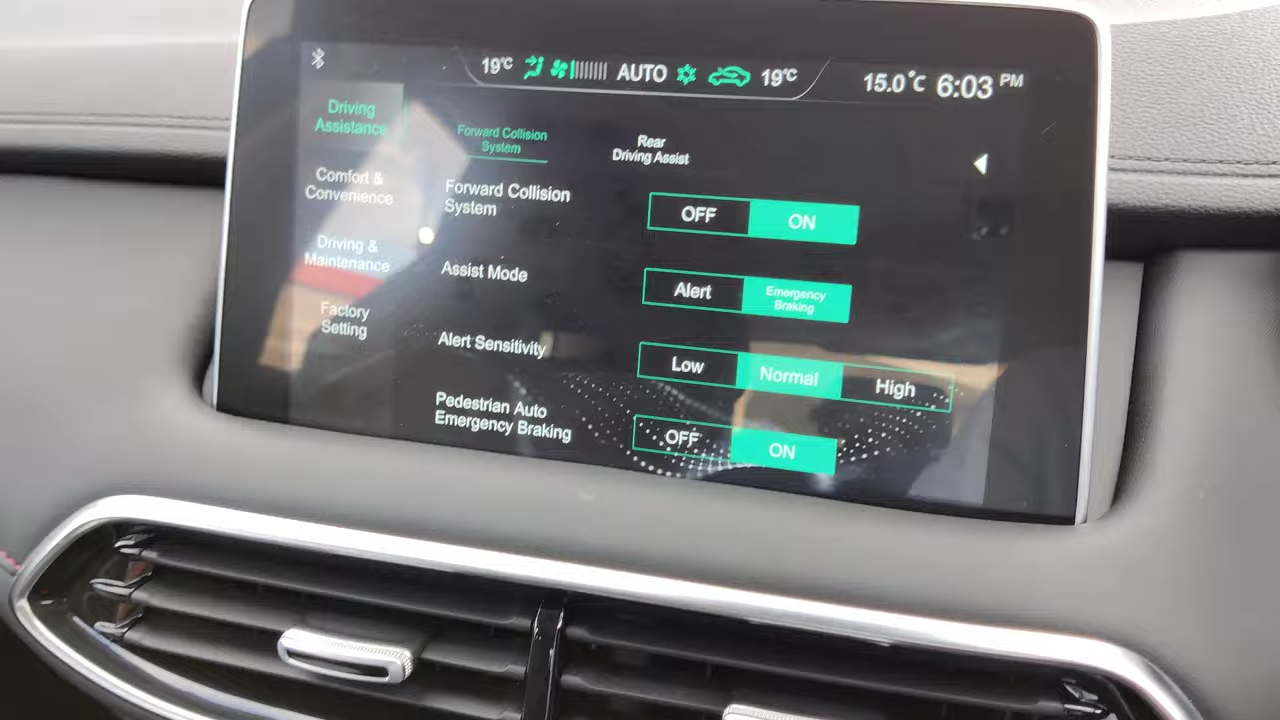 19°C AUTO 19°C 15.0°C 6:03 PM
Driving
Assistance
Comfort &
Convenience
Driving &
Maintenance
Factory
Setting
Forward Collision
System
Rear
Driving Assist
Forward Collision
System
OFF ON
Assist Mode
Alert Emergency
Braking
Alert Sensitivity
Low Normal High
Pedestrian Auto
Emergency Braking
OFF ON